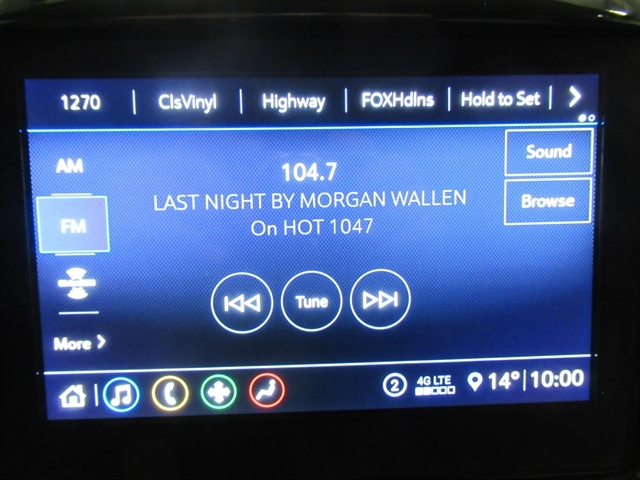 1270 ClsVinyl Highway FOXHdlns Hold to Set
AM
FM
More
104.7
LAST NIGHT BY MORGAN WALLEN
On HOT 1047
Tune
Sound
Browse
2 4G LTE 14° 10:00